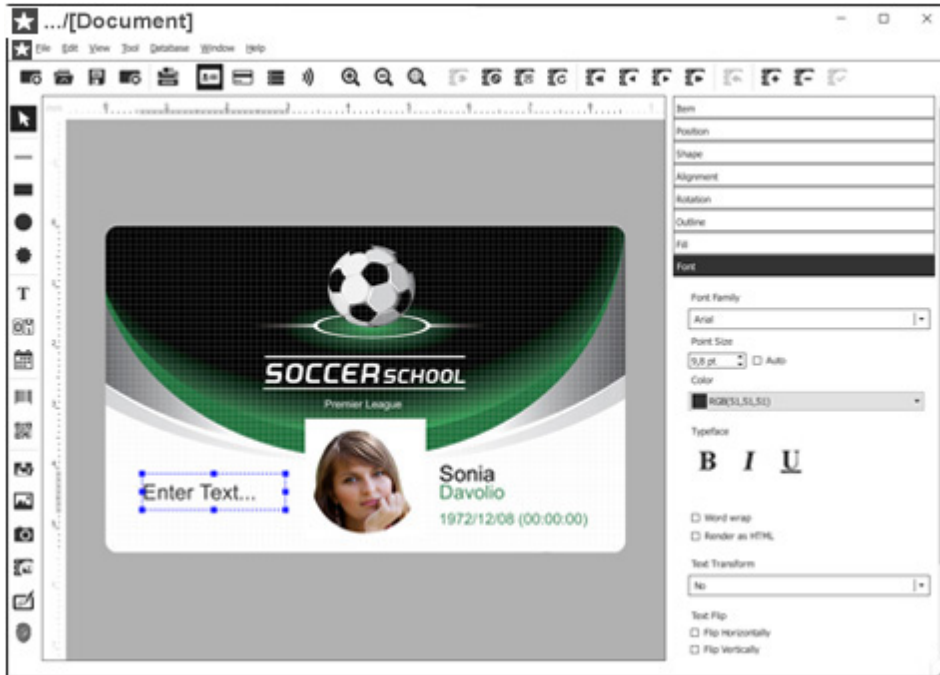 .../[Document]
File Edit View Tool Database Window Help
Item
Position
Shape
Alignment
Rotation
Outline
Fill
Font
Font Family
Arial
Point Size
9,8 pt
Auto
Color
RGB(51,51,51)
Typeface
B I U
Word wrap
Render as HTML
Text Transform
No
Text Flip
Flip Horizontally
Flip Vertically
T
SOCCER SCHOOL
Premier League
Enter Text...
Sonia
Davolio
1972/12/08 (00:00:00)